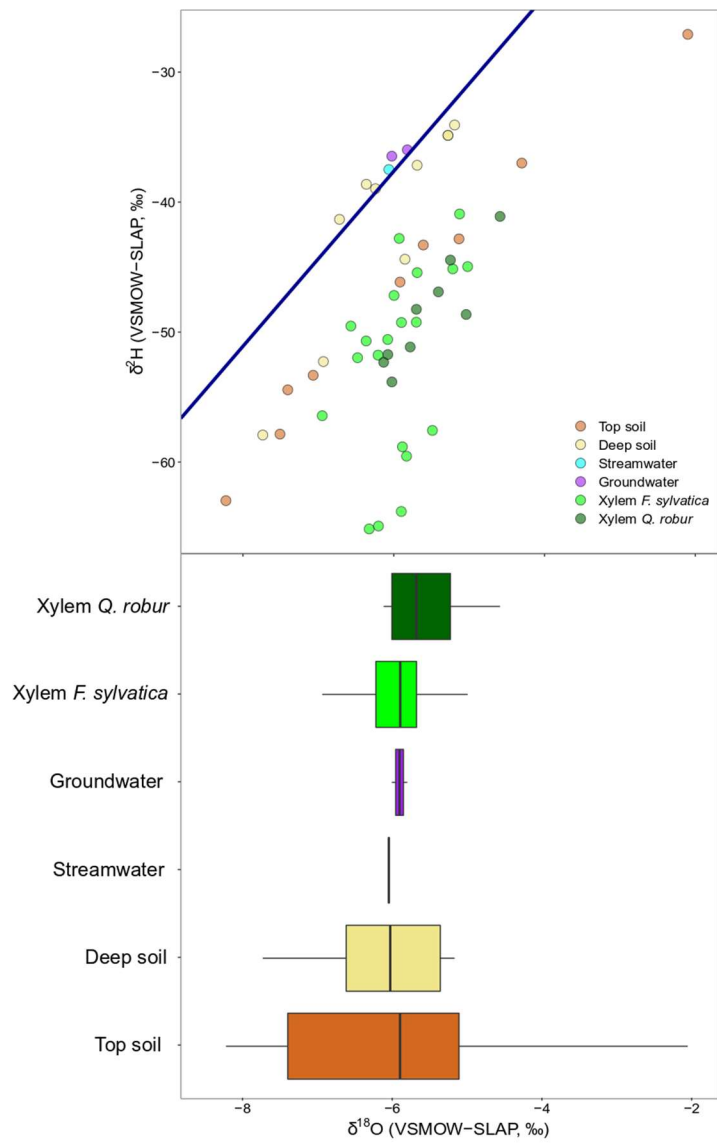 −30
−40
−50
−60
δ²H (VSMOW−SLAP, ‰)
Top soil
Deep soil
Streamwater
Groundwater
Xylem F. sylvatica
Xylem Q. robur
Xylem Q. robur
Xylem F. sylvatica
Groundwater
Streamwater
Deep soil
Top soil
−8 −6 −4 −2
δ¹⁸O (VSMOW−SLAP, ‰)